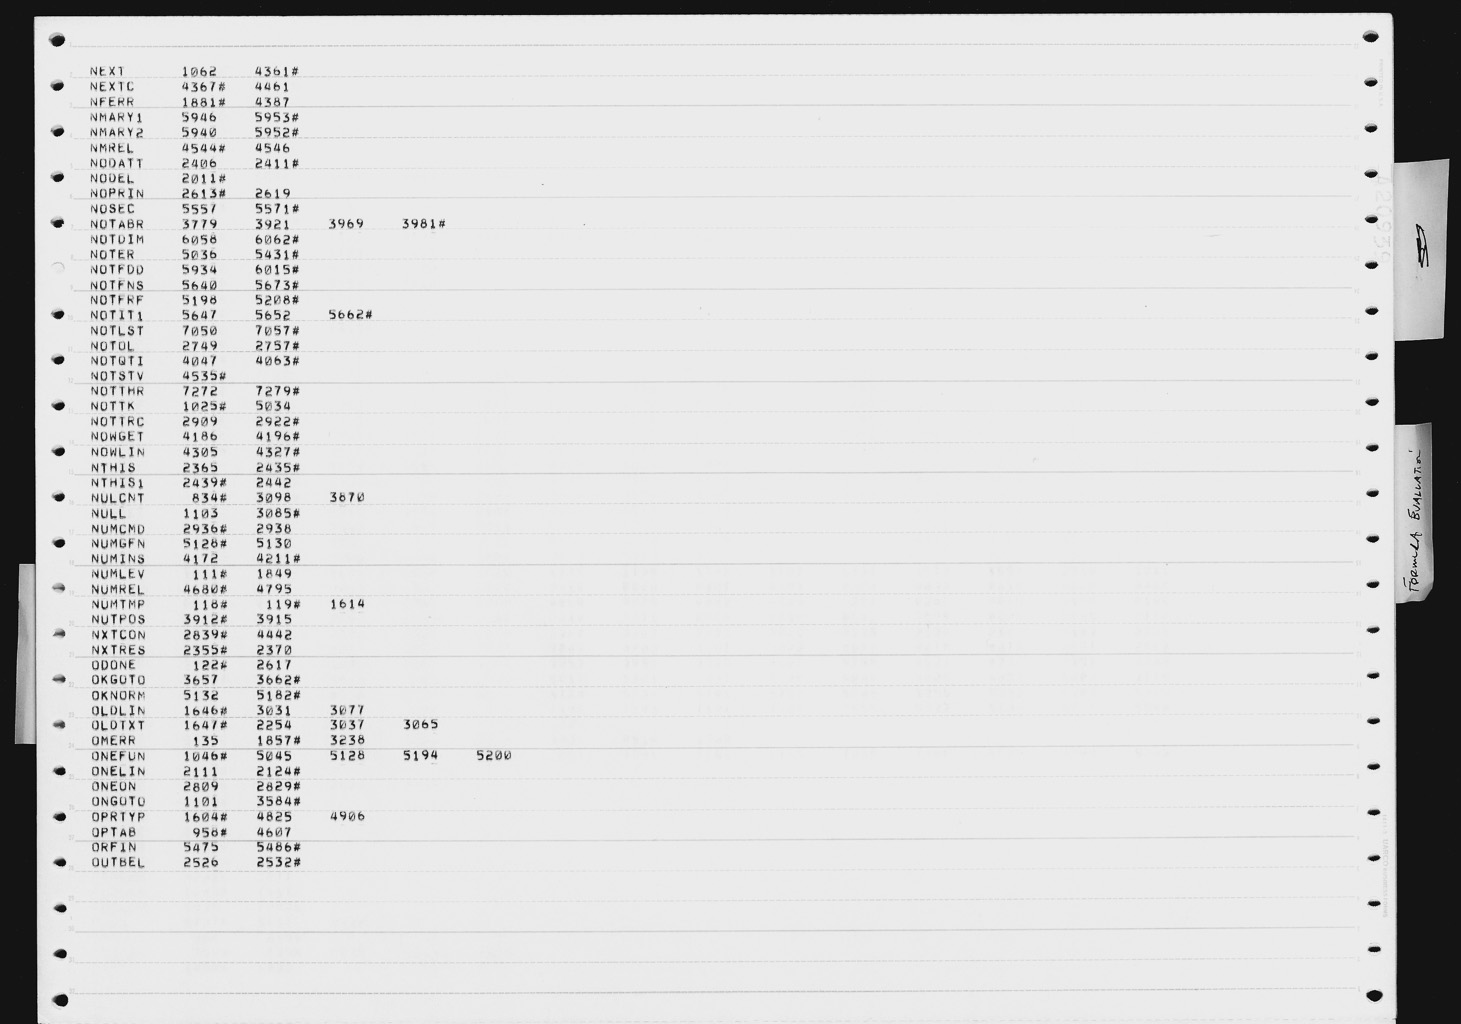 NEXT 1062 4361#
NEXTC 4367# 4461
NFERR 1881# 4387
NMARY1 5946 5953#
NMARY2 5940 5952#
NMREL 4544# 4546
NODATT 2406 2411#
NODEL 2011#
NOPRIN 2613# 2619
NOSEC 5557 5571#
NOTABR 3779 3921 3969 3981#
NOTDIM 6058 6062#
NOTER 5036 5431#
NOTFDD 5934 6015#
NOTFNS 5640 5673#
NOTFRF 5198 5208#
NOTIT1 5647 5652 5662#
NOTLST 7050 7057#
NOTOL 2749 2757#
NOTQTI 4047 4063#
NOTSTV 4535#
NOTTHR 7272 7279#
NOTTK 1025# 5034
NOTTRC 2909 2922#
NOWGET 4186 4196#
NOWLIN 4305 4327#
NTHIS 2365 2435#
NTHIS1 2439# 2442
NULCNT 834# 3098 3870
NULL 1103 3085#
NUMCMD 2936# 2938
NUMGFN 5128# 5130
NUMINS 4172 4211#
NUMLEV 111# 1849
NUMREL 4680# 4795
NUMTMP 118# 119# 1614
NUTPOS 3912# 3915
NXTCON 2839# 4442
NXTRES 2355# 2370
ODONE 122# 2617
OKGOTO 3657 3662#
OKNORM 5132 5182#
OLDLIN 1646# 3031 3077
OLDTXT 1647# 2254 3037 3065
OMERR 135 1857# 3238
ONEFUN 1046# 5045 5128 5194 5200
ONELIN 2111 2124#
ONEON 2809 2829#
ONGOTO 1101 3584#
OPRTYP 1604# 4825 4906
OPTAB 958# 4607
ORFIN 5475 5486#
OUTBEL 2526 2532#
FORMULA EVALUATION